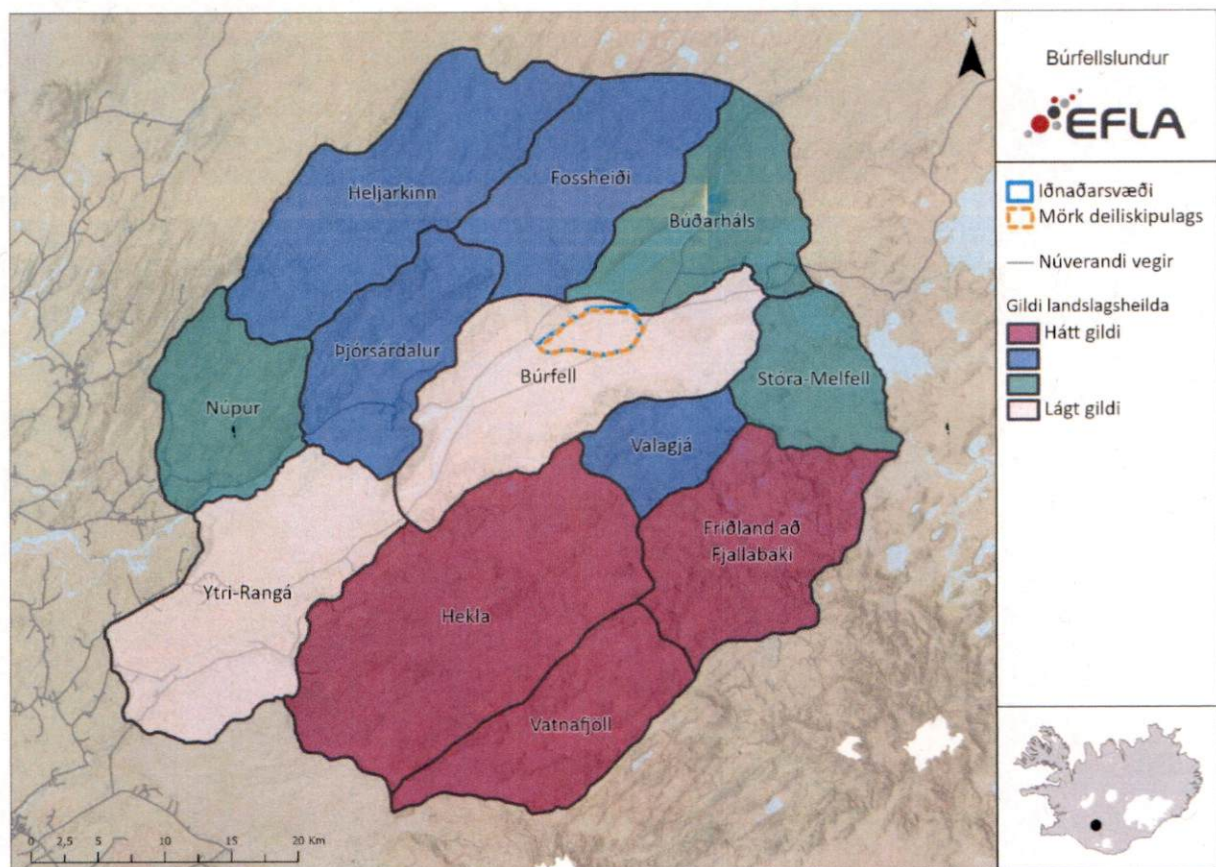 N
Heljarkinn
Fossheiði
Búðarháls
Þjórsárdalur
Búrfell
Stóra-Melfell
Núpur
Valagjá
Friðland að
Fjallabaki
Ytri-Rangá
Hekla
Vatnafjöll
0 2,5 5 10 15 20 Km
Búrfellslundur
EFLA
Iðnaðarsvæði
Mörk deiliskipulags
Núverandi vegir
Gildi landslagsheilda
Hátt gildi
Lágt gildi